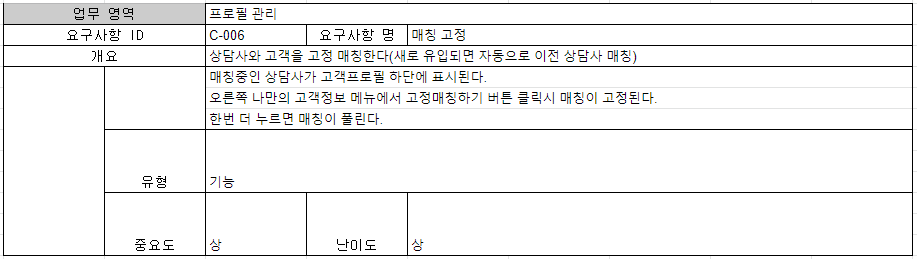 업무 영역 프로필 관리
요구사항 ID C-006 요구사항 명 매칭 고정
개요 상담사와 고객을 고정 매칭한다(새로 유입되면 자동으로 이전 상담사 매칭)
매칭중인 상담사가 고객프로필 하단에 표시된다.
오른쪽 나만의 고객정보 메뉴에서 고정매칭하기 버튼 클릭시 매칭이 고정된다.
한번 더 누르면 매칭이 풀린다.
유형 기능
중요도 상 난이도 상